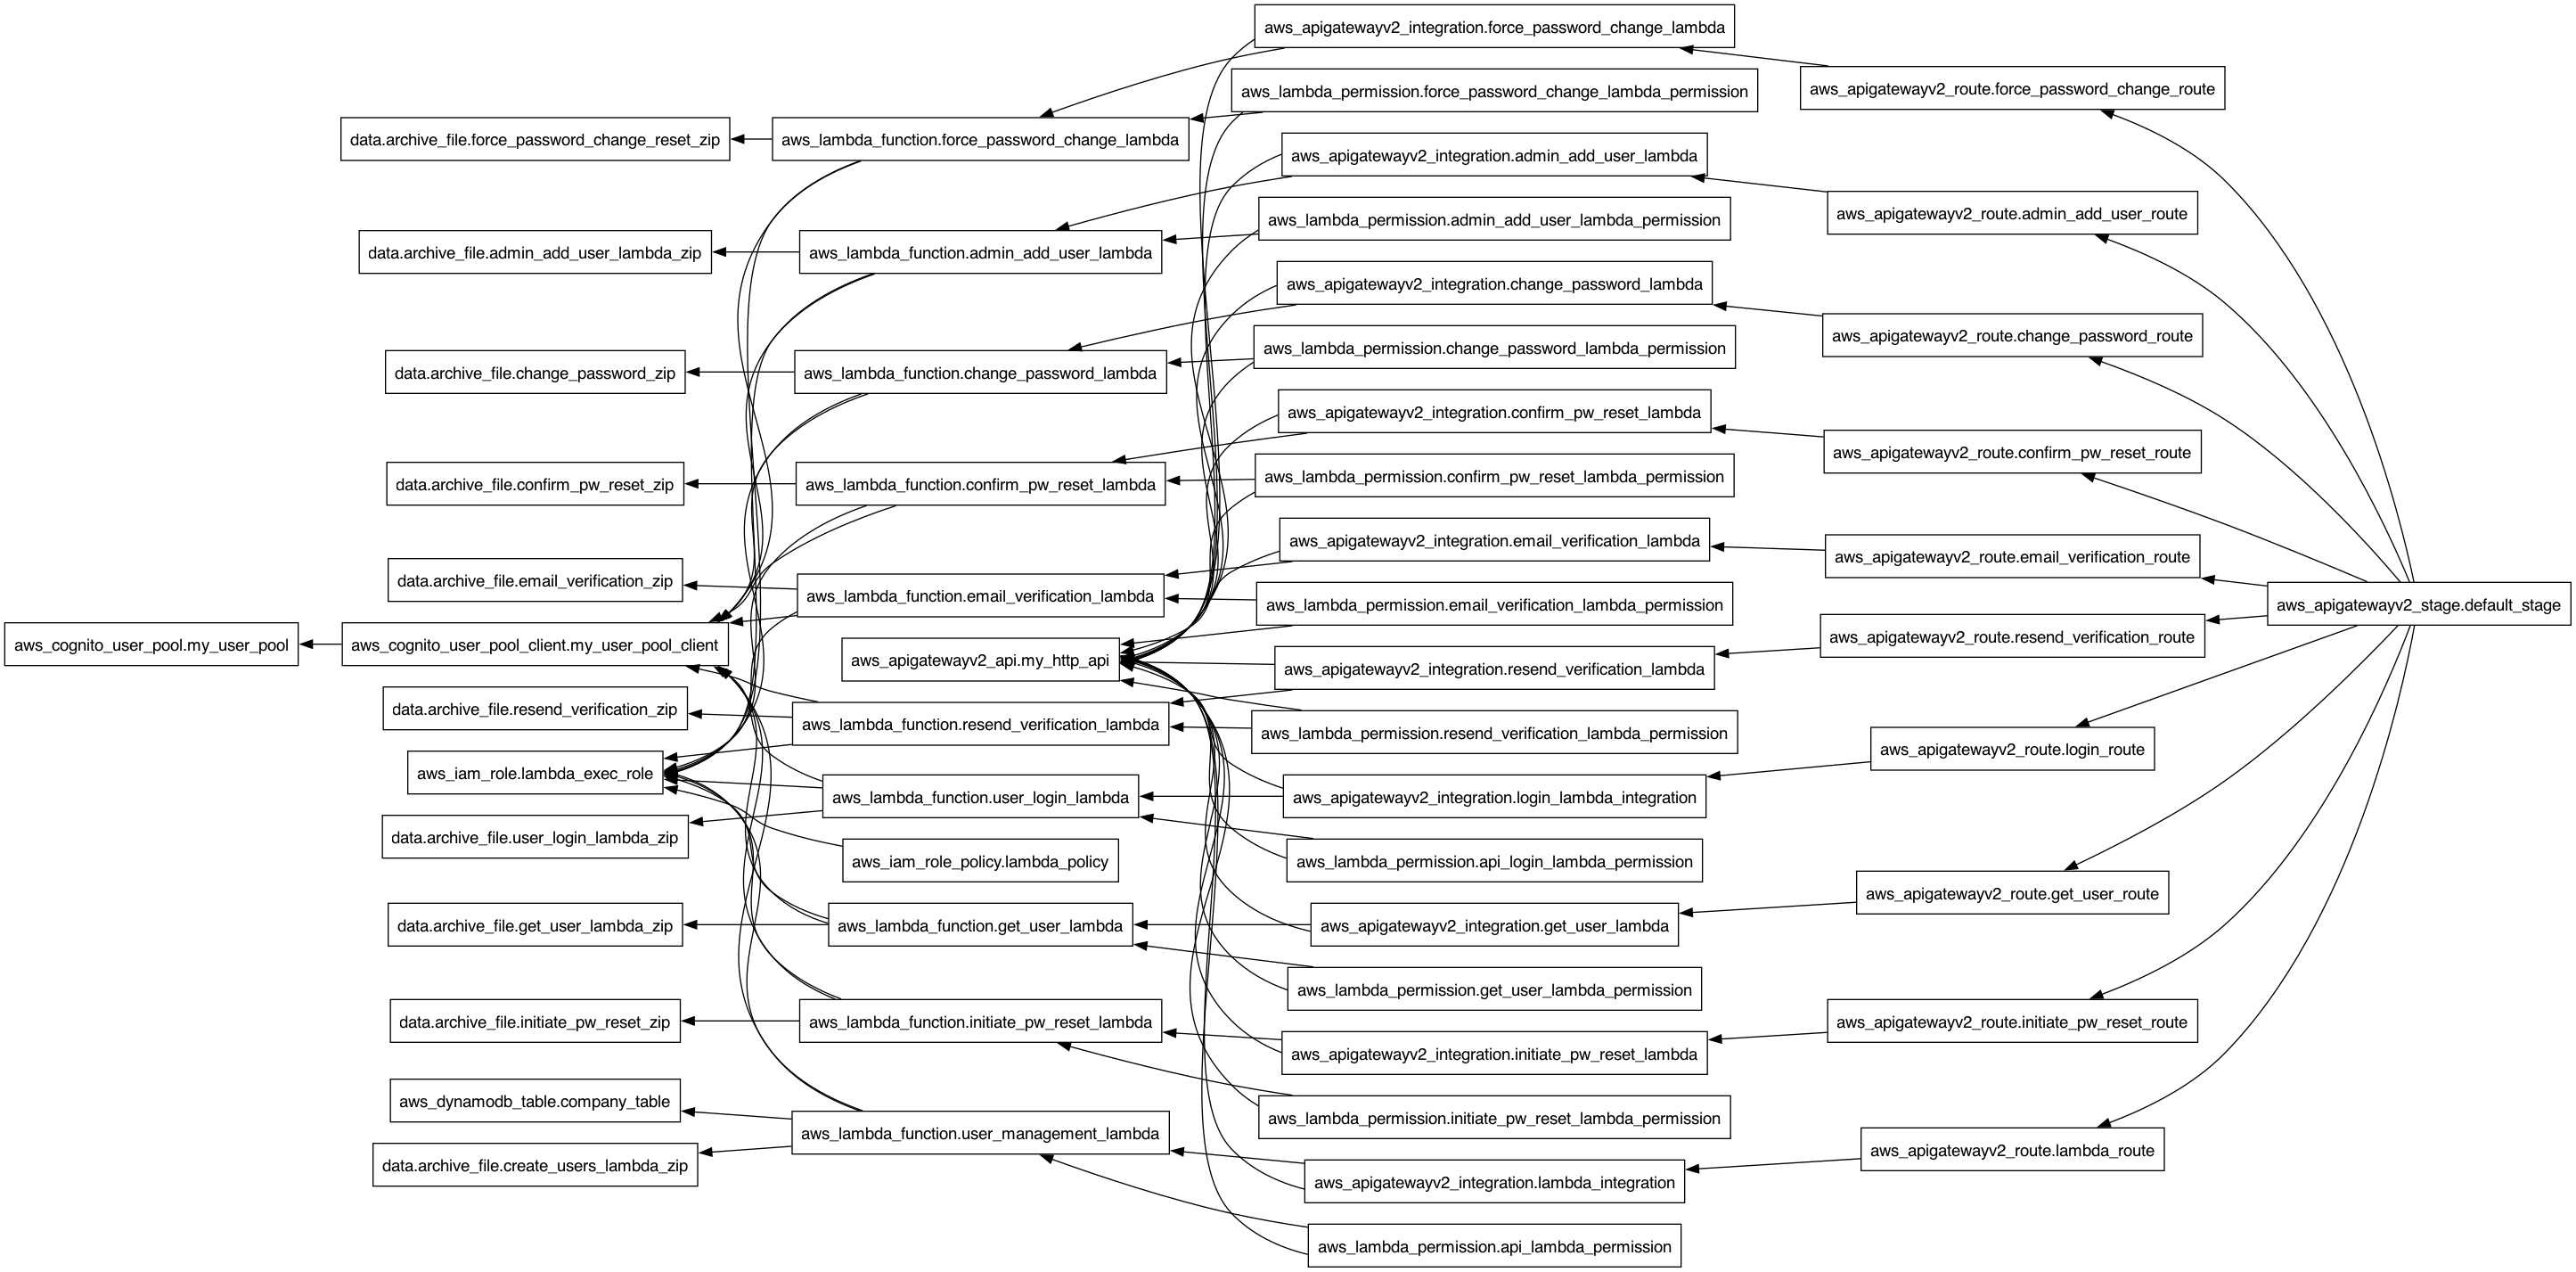 aws_apigatewayv2_integration.force_password_change_lambda
aws_apigatewayv2_route.force_password_change_route
aws_lambda_permission.force_password_change_lambda_permission
data.archive_file.force_password_change_reset_zip
aws_lambda_function.force_password_change_lambda
aws_apigatewayv2_integration.admin_add_user_lambda
aws_apigatewayv2_route.admin_add_user_route
aws_lambda_permission.admin_add_user_lambda_permission
data.archive_file.admin_add_user_lambda_zip
aws_lambda_function.admin_add_user_lambda
aws_apigatewayv2_integration.change_password_lambda
aws_apigatewayv2_route.change_password_route
aws_lambda_permission.change_password_lambda_permission
data.archive_file.change_password_zip
aws_lambda_function.change_password_lambda
aws_apigatewayv2_integration.confirm_pw_reset_lambda
aws_apigatewayv2_route.confirm_pw_reset_route
aws_lambda_permission.confirm_pw_reset_lambda_permission
data.archive_file.confirm_pw_reset_zip
aws_lambda_function.confirm_pw_reset_lambda
aws_apigatewayv2_integration.email_verification_lambda
aws_apigatewayv2_route.email_verification_route
data.archive_file.email_verification_zip
aws_lambda_function.email_verification_lambda
aws_lambda_permission.email_verification_lambda_permission
aws_apigatewayv2_stage.default_stage
aws_apigatewayv2_route.resend_verification_route
aws_cognito_user_pool.my_user_pool
aws_cognito_user_pool_client.my_user_pool_client
aws_apigatewayv2_api.my_http_api
aws_apigatewayv2_integration.resend_verification_lambda
data.archive_file.resend_verification_zip
aws_lambda_function.resend_verification_lambda
aws_lambda_permission.resend_verification_lambda_permission
aws_apigatewayv2_route.login_route
aws_iam_role.lambda_exec_role
aws_lambda_function.user_login_lambda
aws_apigatewayv2_integration.login_lambda_integration
data.archive_file.user_login_lambda_zip
aws_iam_role_policy.lambda_policy
aws_lambda_permission.api_login_lambda_permission
aws_apigatewayv2_route.get_user_route
data.archive_file.get_user_lambda_zip
aws_lambda_function.get_user_lambda
aws_apigatewayv2_integration.get_user_lambda
aws_lambda_permission.get_user_lambda_permission
data.archive_file.initiate_pw_reset_zip
aws_lambda_function.initiate_pw_reset_lambda
aws_apigatewayv2_route.initiate_pw_reset_route
aws_apigatewayv2_integration.initiate_pw_reset_lambda
aws_dynamodb_table.company_table
aws_lambda_permission.initiate_pw_reset_lambda_permission
aws_lambda_function.user_management_lambda
aws_apigatewayv2_route.lambda_route
data.archive_file.create_users_lambda_zip
aws_apigatewayv2_integration.lambda_integration
aws_lambda_permission.api_lambda_permission